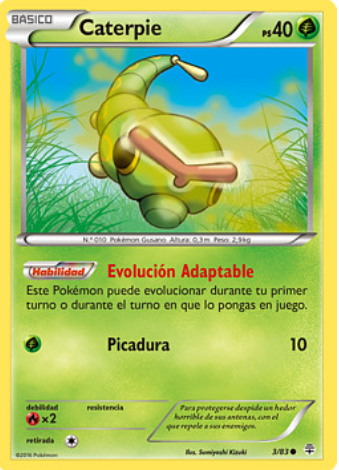 BÁSICO
Caterpie
PS40
N.º 010 Pokémon Gusano Altura: 0,3 m Peso: 2,9kg
Habilidad Evolución Adaptable
Este Pokémon puede evolucionar durante tu primer
turno o durante el turno en que lo pongas en juego.
Picadura 10
debilidad resistencia
×2
retirada
Para protegerse despide un hedor
horrible de sus antenas, con el
que repele a sus enemigos.
©2016 Pokémon
Ilus. Sumiyoshi Kizuki
3/83